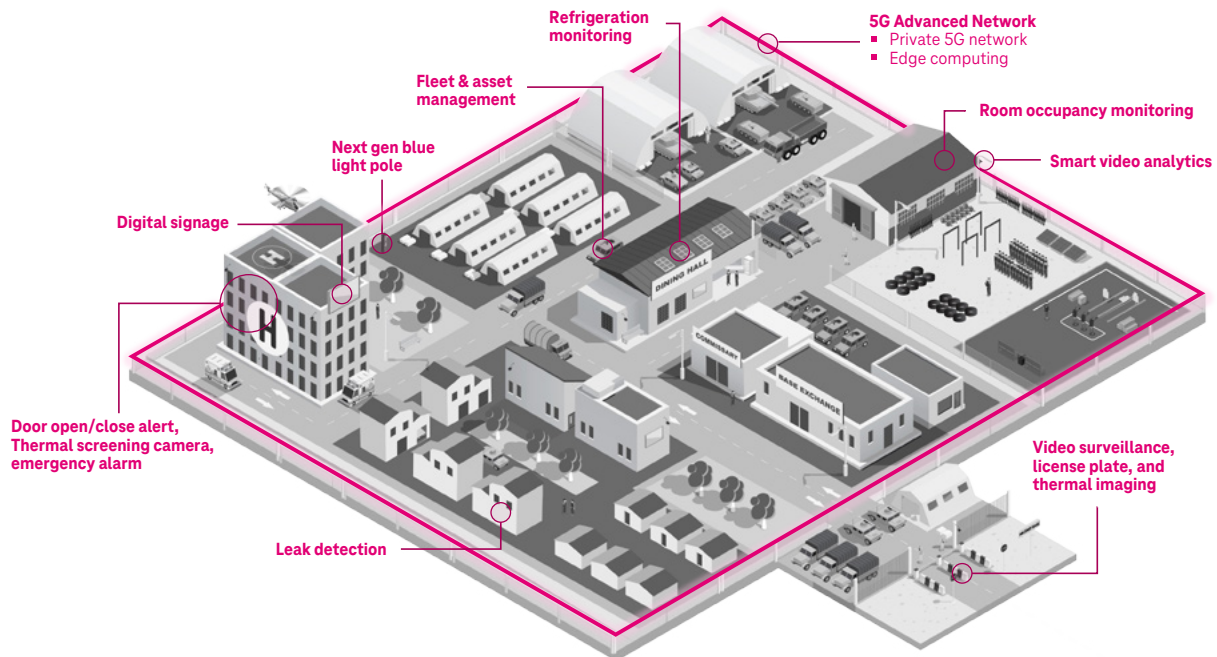 Refrigeration
monitoring
5G Advanced Network
▪ Private 5G network
▪ Edge computing
Fleet & asset
management
Room occupancy monitoring
Next gen blue
light pole
Smart video analytics
Digital signage
H
H
DINING HALL
COMMISSARY
BASE EXCHANGE
Door open/close alert,
Thermal screening camera,
emergency alarm
Video surveillance,
license plate, and
thermal imaging
Leak detection